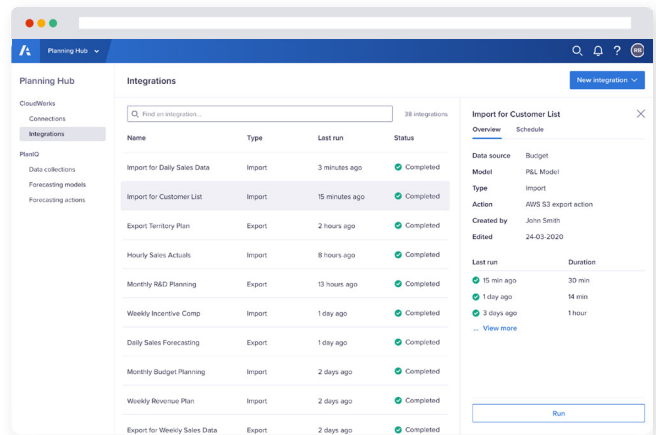 Planning Hub
? RB
Planning Hub
CloudWorks
Connections
Integrations
PlanIQ
Data collections
Forecasting models
Forecasting actions
Integrations
New integration
Find an integration...
38 integrations
Name Type Last run Status
Import for Daily Sales Data Import 3 minutes ago Completed
Import for Customer List Import 15 minutes ago Completed
Export Territory Plan Export 2 hours ago Completed
Hourly Sales Actuals Import 8 hours ago Completed
Monthly R&D Planning Export 13 hours ago Completed
Weekly Incentive Comp Import 1 day ago Completed
Daily Sales Forecasting Export 1 day ago Completed
Monthly Budget Planning Import 2 days ago Completed
Weekly Revenue Plan Import 2 days ago Completed
Export for Weekly Sales Data Export 2 days ago Completed
Import for Customer List
Overview Schedule
Data source Budget
Model P&L Model
Type Import
Action AWS S3 export action
Created by John Smith
Edited 24-03-2020
Last run Duration
15 min ago 30 min
1 day ago 14 min
3 days ago 1 hour
... View more
Run